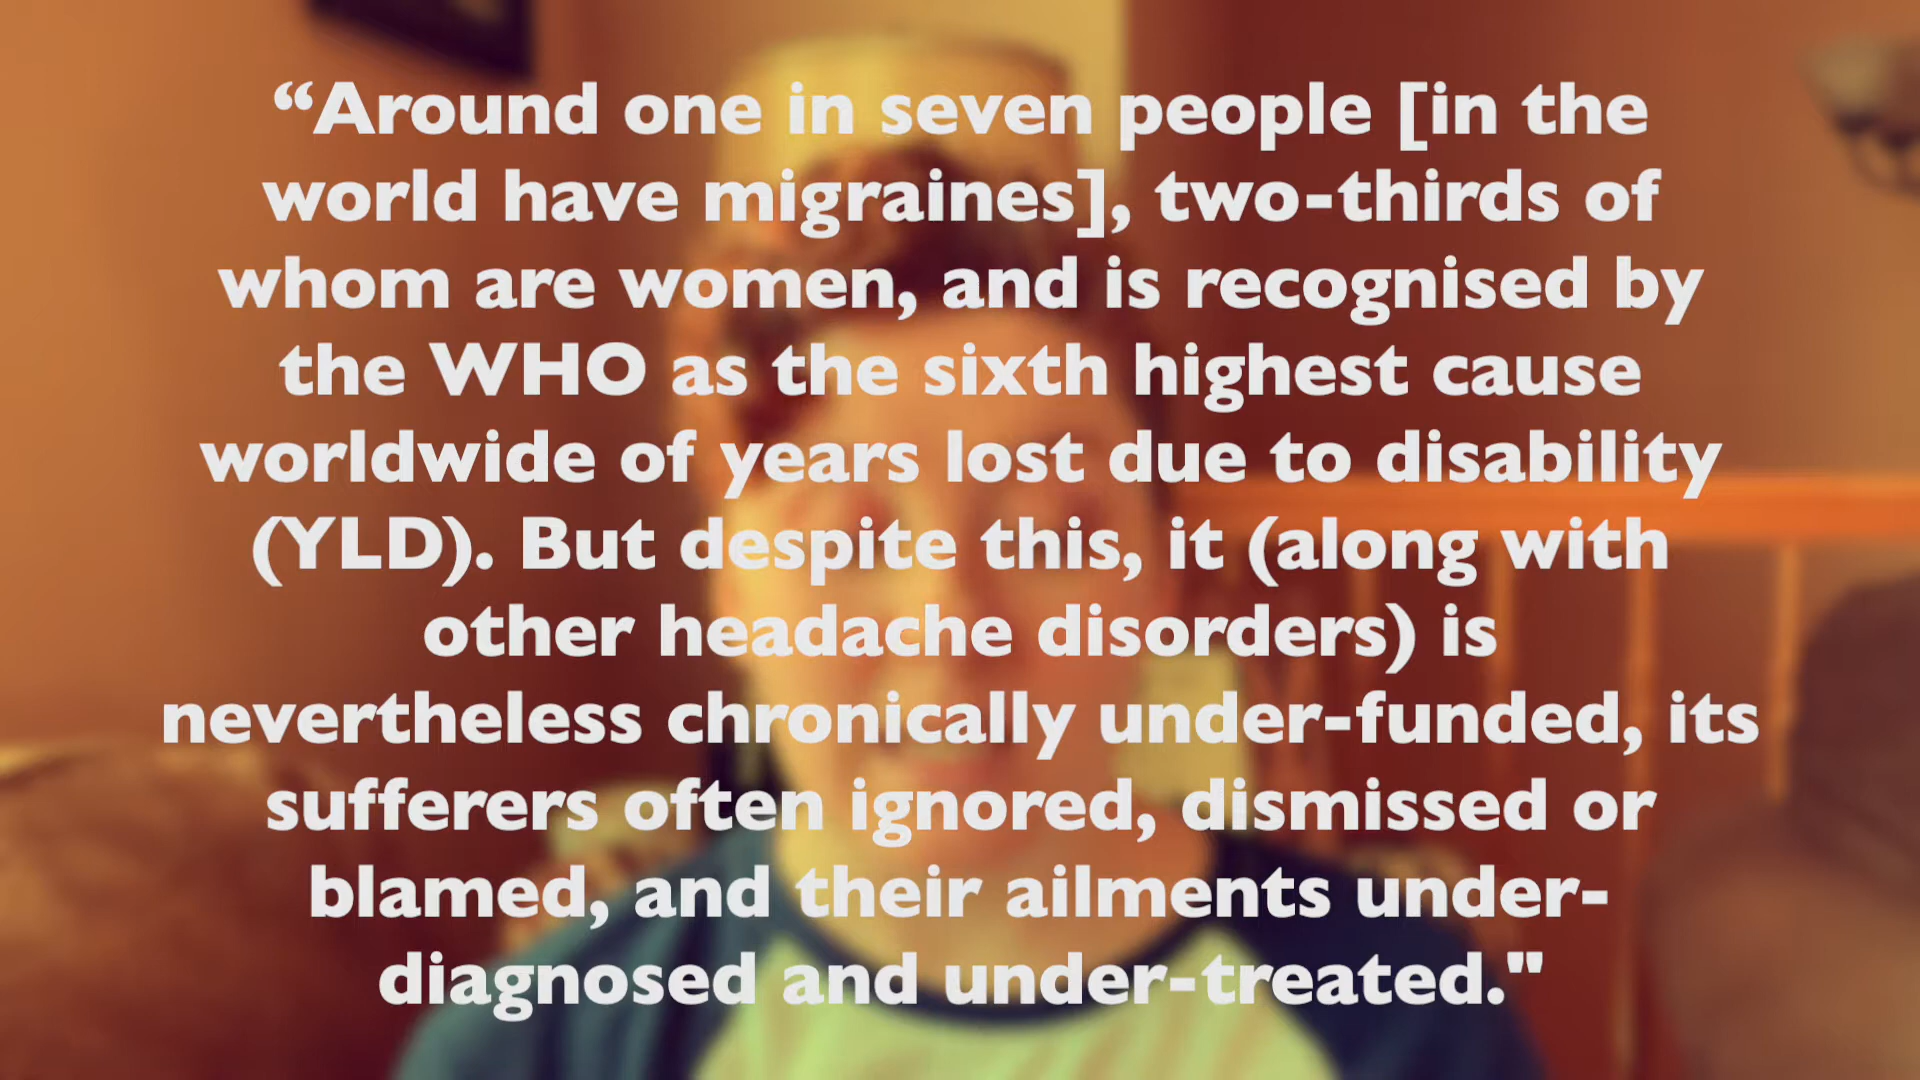 “Around one in seven people [in the
world have migraines], two-thirds of
whom are women, and is recognised by
the WHO as the sixth highest cause
worldwide of years lost due to disability
(YLD). But despite this, it (along with
other headache disorders) is
nevertheless chronically under-funded, its
sufferers often ignored, dismissed or
blamed, and their ailments under-
diagnosed and under-treated."